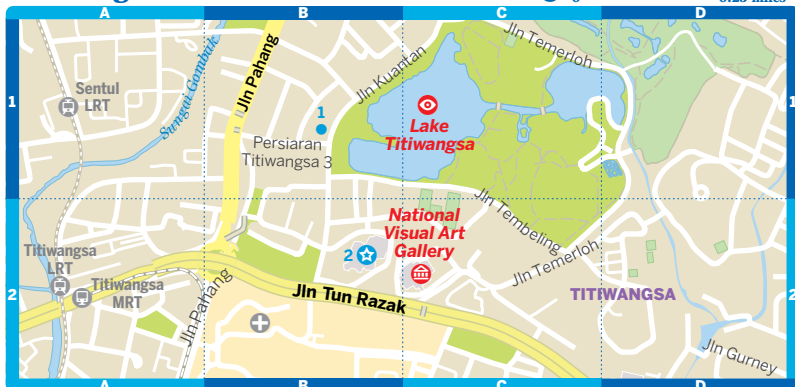 A
B
C
D
1
1
2
2
A
B
C
D
Sentul
LRT
Sungai Gombak
Jln Pahang
Jln Kuantan
Jln Temerloh
1
Persiaran
Titiwangsa 3
Lake
Titiwangsa
National
Visual Art
Gallery
Jln Tembeling
Jln Temerloh
2
Titiwangsa
LRT
Titiwangsa
MRT
Jln Pahang
Jln Tun Razak
TITIWANGSA
Jln Gurney